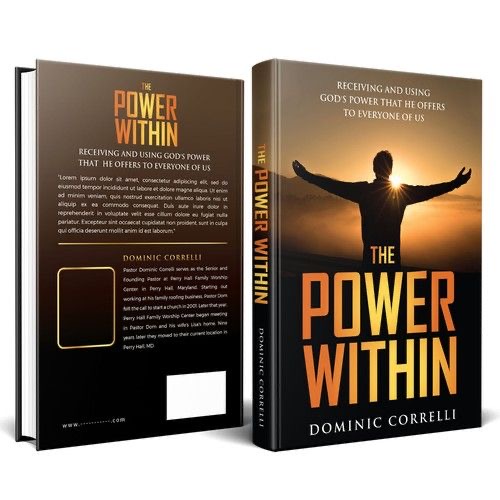 THE
POWER
WITHIN
RECEIVING AND USING GOD'S POWER
THAT HE OFFERS TO EVERYONE OF US
"Lorem ipsum dolor sit amet, consectetur adipiscing elit, sed do
eiusmod tempor incididunt ut labore et dolore magna aliqua. Ut enim
ad minim veniam, quis nostrud exercitation ullamco laboris nisi ut
aliquip ex ea commodo consequat. Duis aute irure dolor in
reprehenderit in voluptate velit esse cillum dolore eu fugiat nulla
pariatur. Excepteur sint occaecat cupidatat non proident, sunt in culpa
qui officia deserunt mollit anim id est laborum."
DOMINIC CORRELLI
Pastor Dominic Correlli serves as the Senior and
Founding Pastor at Perry Hall Family Worship
Center in Perry Hall, Maryland. Starting out
working at his family roofing business, Pastor Dom
felt the call to start a church in 2001. Later that year
Perry Hall Family Worship Center began meeting
in Pastor Dom and his wife's Lisa's home. Nine
years later they moved to their current location in
Perry Hall, MD.
www.-----------.com
THE POWER WITHIN
DOMINIC CORRELLI
RECEIVING AND USING
GOD'S POWER THAT HE OFFERS
TO EVERYONE OF US
THE
POWER
WITHIN
DOMINIC CORRELLI